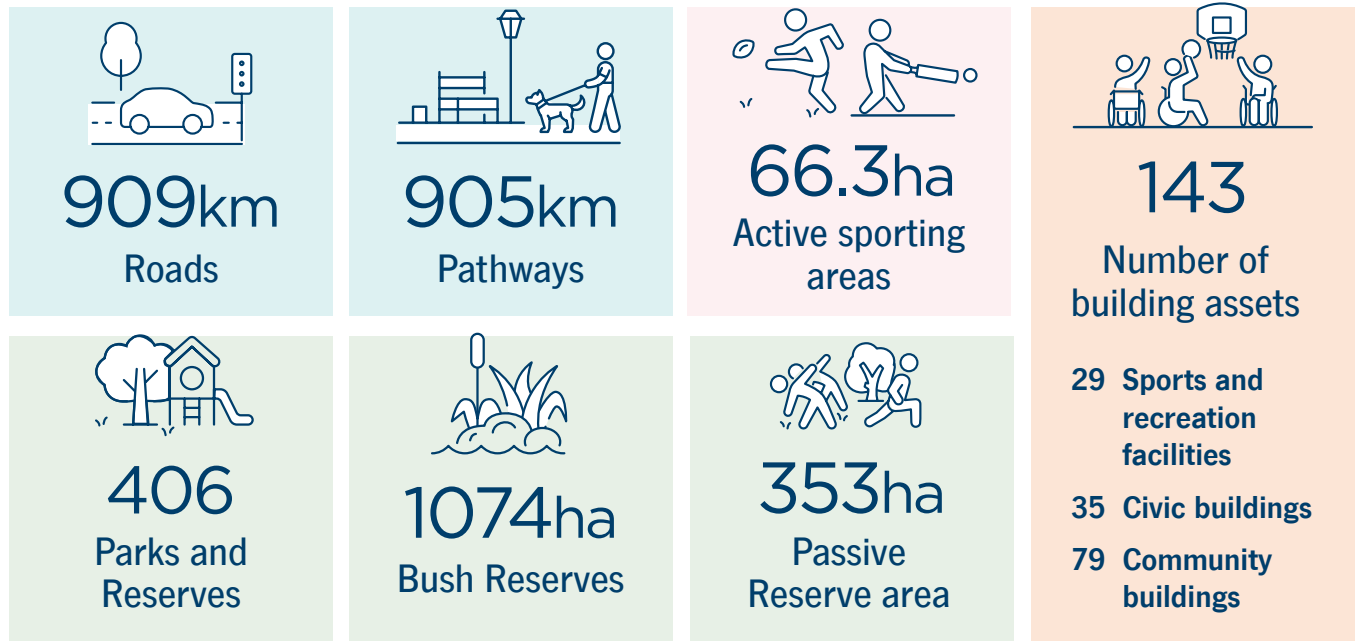 909km
Roads
905km
Pathways
66.3ha
Active sporting
areas
143
Number of
building assets
29 Sports and
recreation
facilities
35 Civic buildings
79 Community
buildings
406
Parks and
Reserves
1074ha
Bush Reserves
353ha
Passive
Reserve area